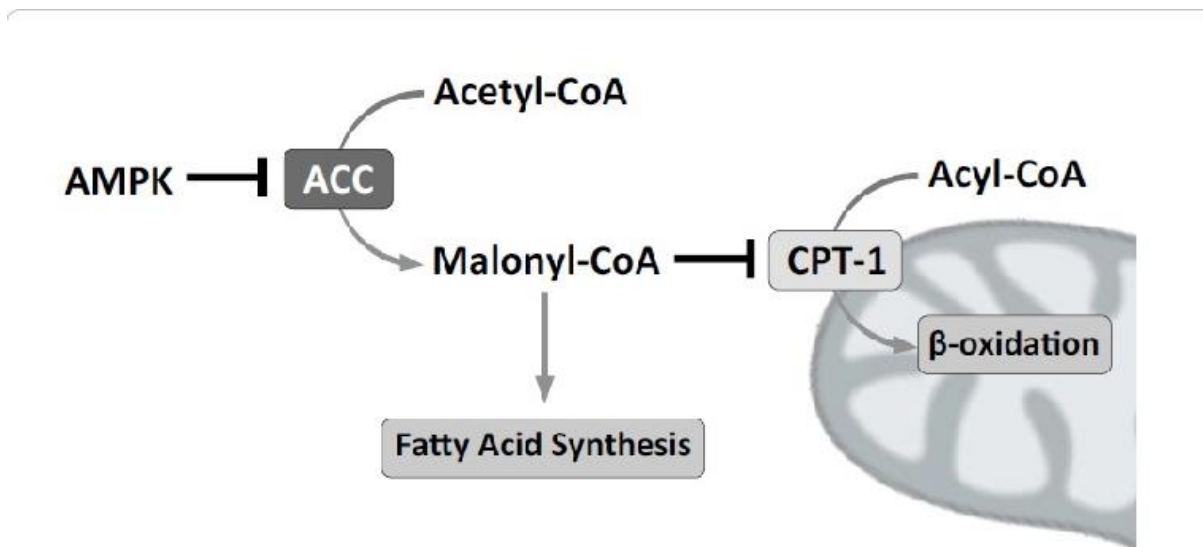 Acetyl-CoA
AMPK
ACC
Acyl-CoA
Malonyl-CoA
CPT-1
β-oxidation
Fatty Acid Synthesis